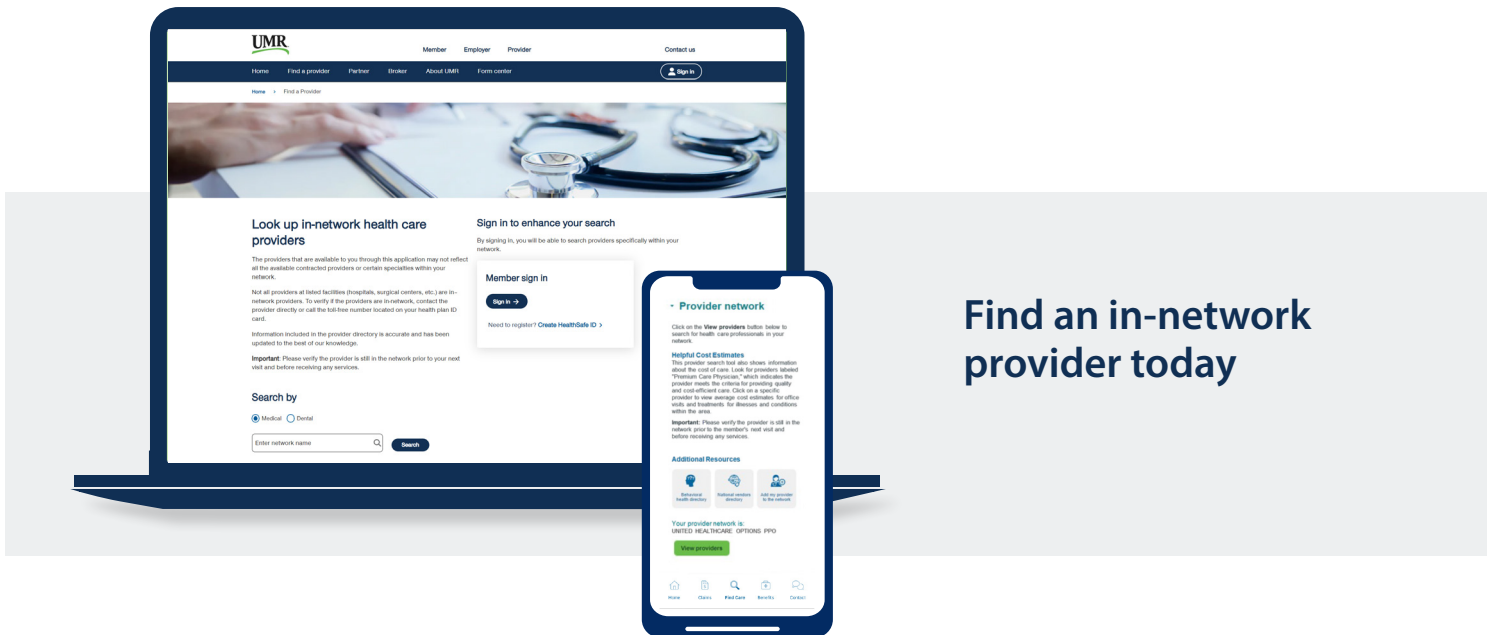 UMR
Member Employer Provider Contact us
Home Find a provider Partner Broker About UMR Form center Sign in
Home > Find a Provider
Look up in-network health care
providers
The providers that are available to you through this application may not reflect
all the available contracted providers or certain specialties within your
network.
Not all providers at listed facilities (hospitals, surgical centers, etc.) are in–
network providers. To verify if the providers are in-network, contact the
provider directly or call the toll-free number located on your health plan ID
card.
Information included in the provider directory is accurate and has been
updated to the best of our knowledge.
Important: Please verify the provider is still in the network prior to your next
visit and before receiving any services.
Search by
Medical Dental
Enter network name Search
Sign in to enhance your search
By signing in, you will be able to search providers specifically within your
network.
Member sign in
Sign in →
Need to register? Create HealthSafe ID >
Provider network
Click on the View providers button below to
search for health care professionals in your
network.
Helpful Cost Estimates
This provider search tool also shows information
about the cost of care. Look for providers labeled
"Premium Care Physician," which indicates the
provider meets the criteria for providing quality
and cost-efficient care. Click on a specific
provider to view average cost estimates for office
visits and treatments for illnesses and conditions
within the area.
Important: Please verify the provider is still in the
network prior to the member's next visit and
before receiving any services.
Additional Resources
Behavioral
health directory
National vendors
directory
Add my provider
to the network
Your provider network is:
UNITED HEALTHCARE OPTIONS PPO
View providers
Home Claims Find Care Benefits Contact
Find an in-network
provider today